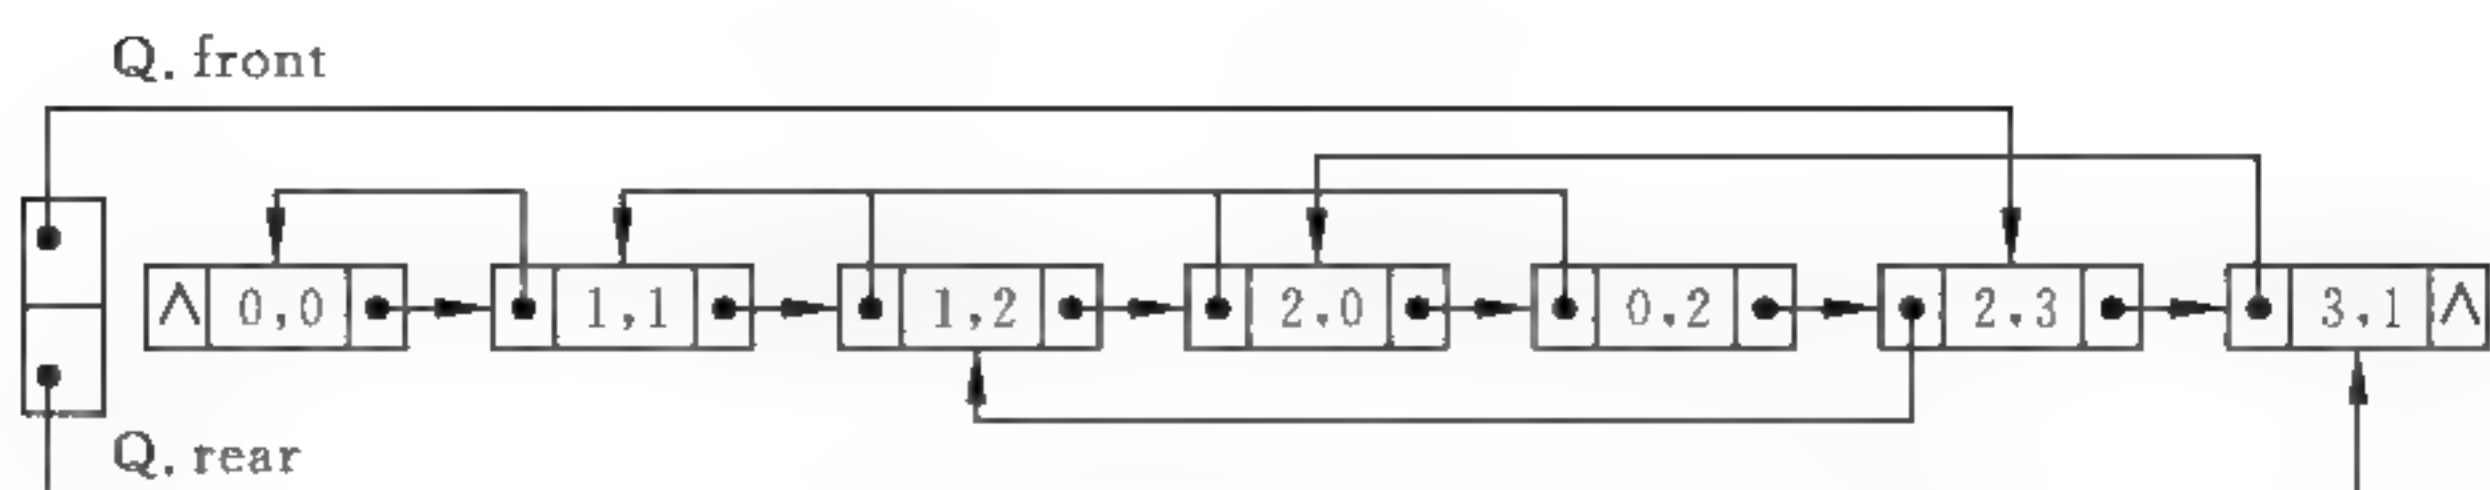 Q. front
∧ 0,0 1,1 1,2 2.0 0.2 2.3 3,1 ∧
Q. rear